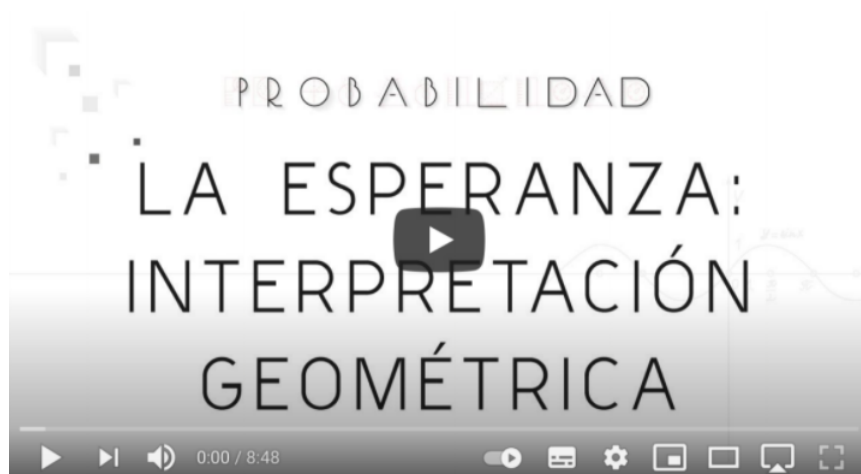 PROBABILIDAD
LA ESPERANZA:
INTERPRETACIÓN
GEOMÉTRICA
0:00 / 8:48